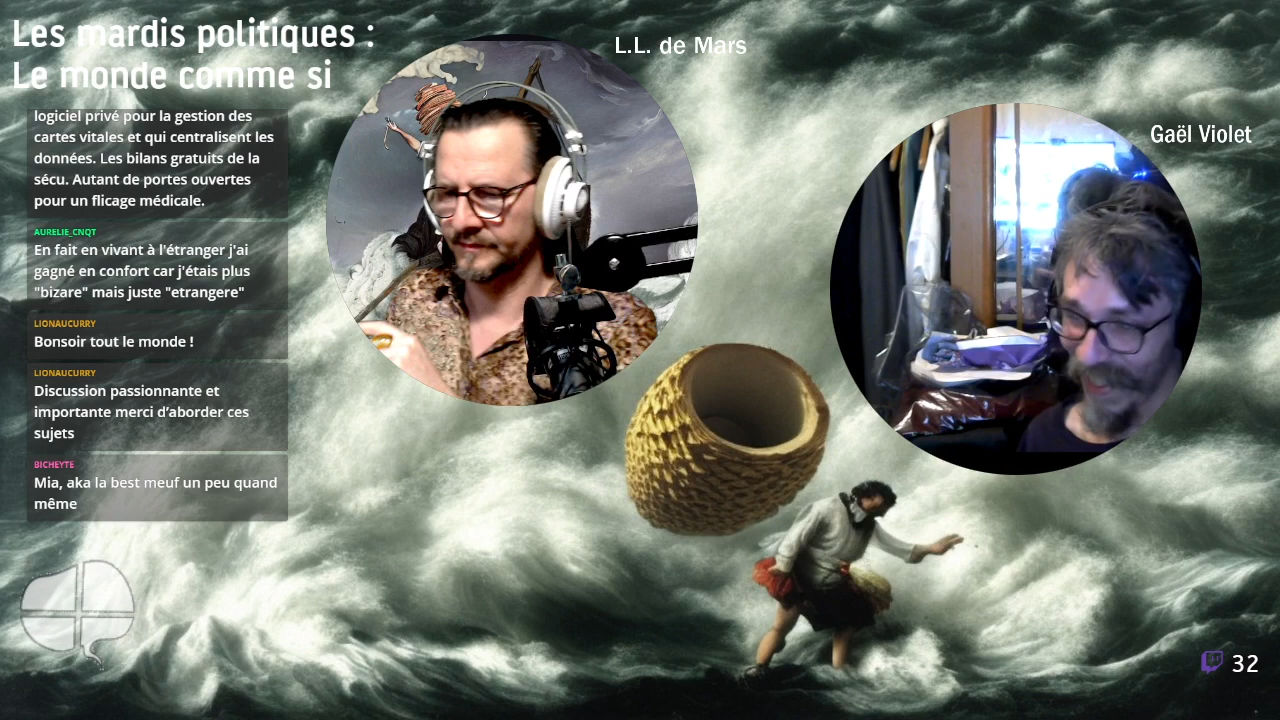 Les mardis politiques :
Le monde comme si
L.L. de Mars
Gaël Violet
logiciel privé pour la gestion des
cartes vitales et qui centralisent les
données. Les bilans gratuits de la
sécu. Autant de portes ouvertes
pour un flicage médicale.
AURELIE_CNQT
En fait en vivant à l'étranger j'ai
gagné en confort car j'étais plus
"bizare" mais juste "etrangere"
LIONAUCURRY
Bonsoir tout le monde !
LIONAUCURRY
Discussion passionnante et
importante merci d’aborder ces
sujets
BICHEYTE
Mia, aka la best meuf un peu quand
même
32